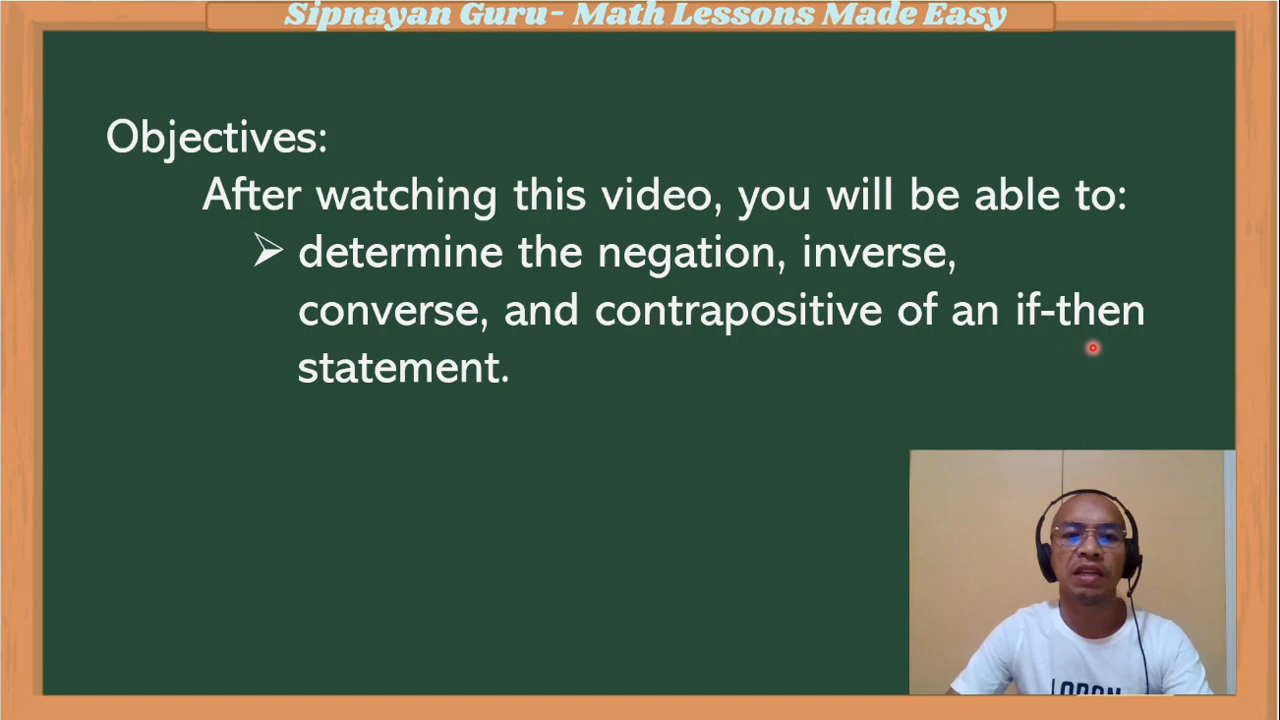 Sipnayan Guru- Math Lessons Made Easy
Objectives:
After watching this video, you will be able to:
➢ determine the negation, inverse,
converse, and contrapositive of an if-then
statement.